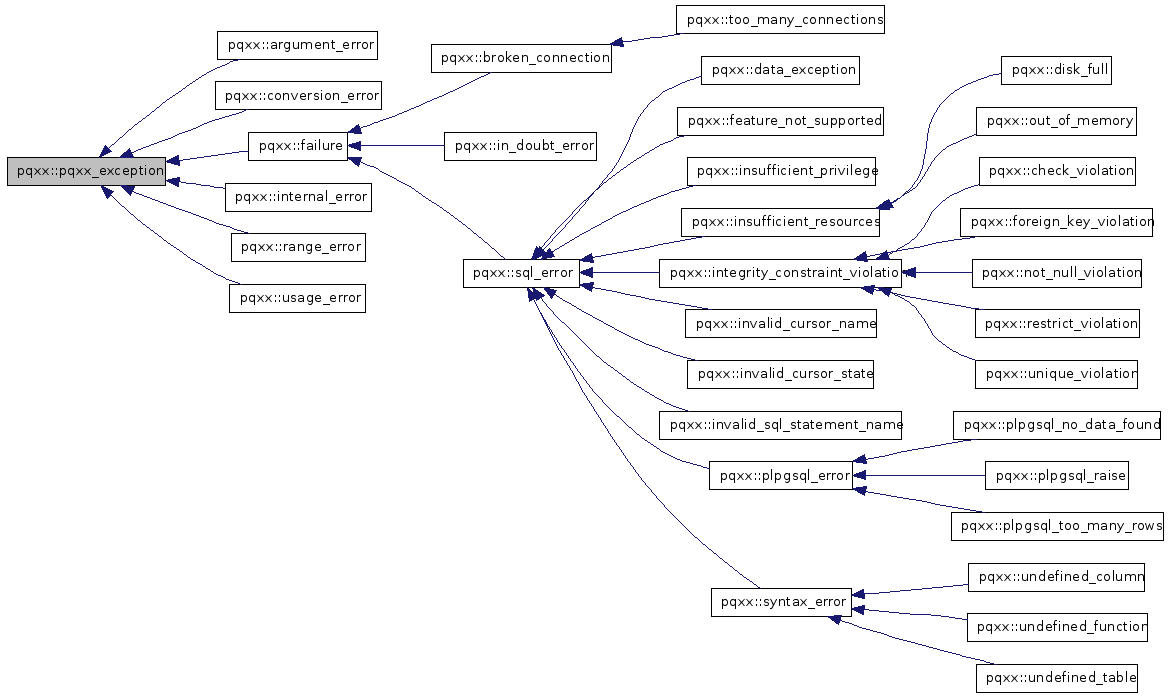 pqxx::too_many_connections
pqxx::argument_error
pqxx::broken_connection
pqxx::data_exception
pqxx::disk_full
pqxx::conversion_error
pqxx::feature_not_supported
pqxx::out_of_memory
pqxx::failure
pqxx::in_doubt_error
pqxx::pqxx_exception
pqxx::insufficient_privilege
pqxx::check_violation
pqxx::internal_error
pqxx::insufficient_resources
pqxx::foreign_key_violation
pqxx::range_error
pqxx::sql_error
pqxx::integrity_constraint_violatio
pqxx::not_null_violation
pqxx::usage_error
pqxx::invalid_cursor_name
pqxx::restrict_violation
pqxx::invalid_cursor_state
pqxx::unique_violation
pqxx::invalid_sql_statement_name
pqxx::plpgsql_no_data_found
pqxx::plpgsql_error
pqxx::plpgsql_raise
pqxx::plpgsql_too_many_rows
pqxx::undefined_column
pqxx::syntax_error
pqxx::undefined_function
pqxx::undefined_table